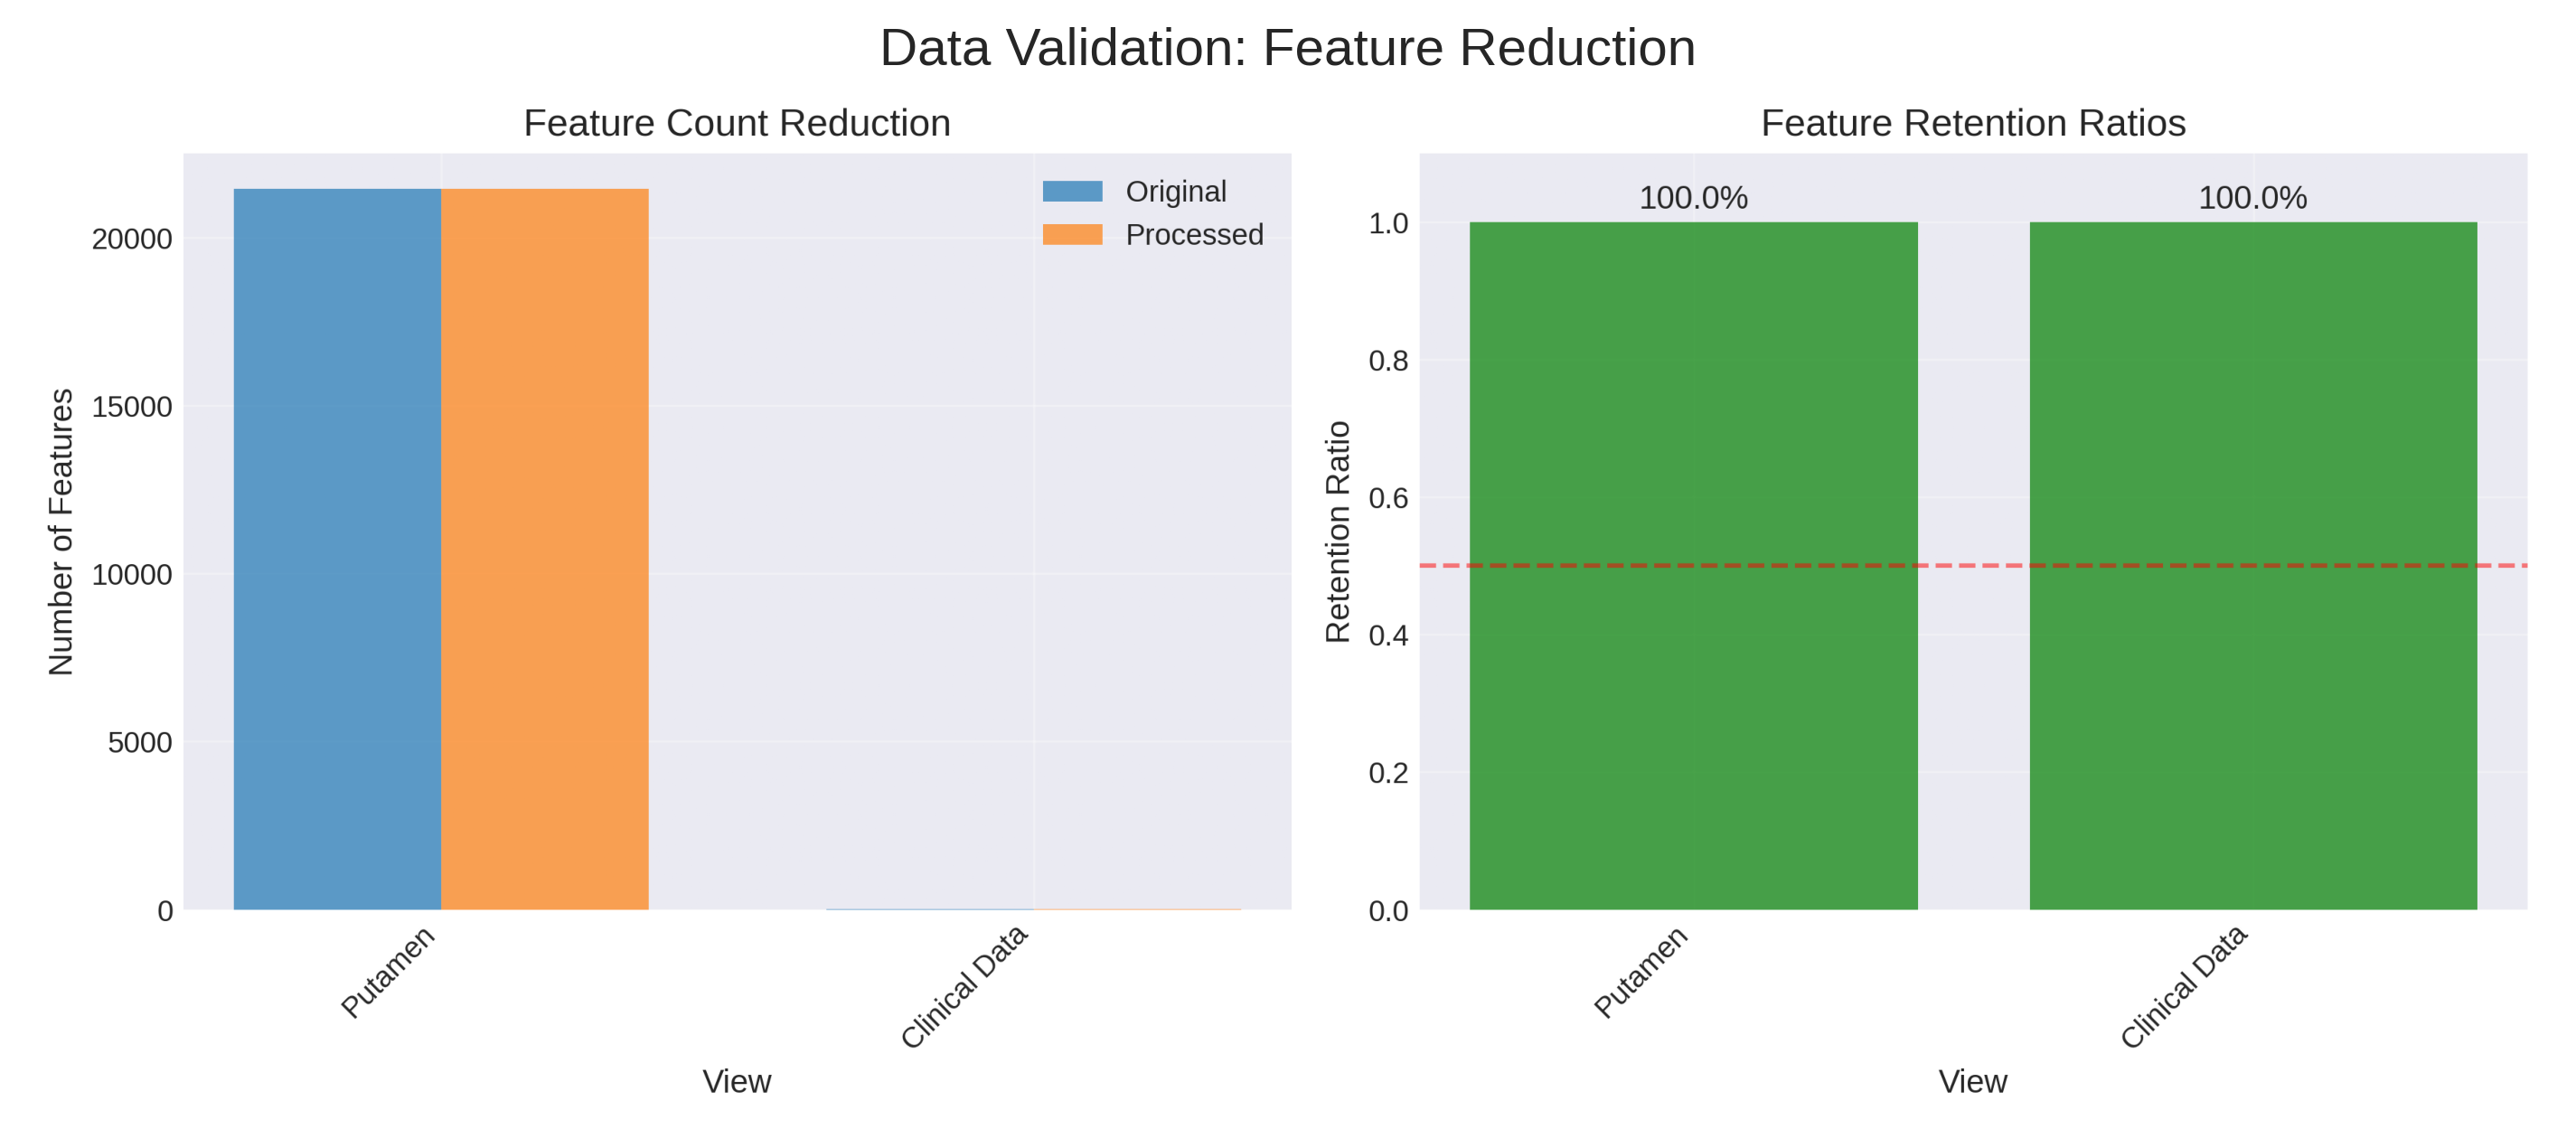 Data Validation: Feature Reduction
Feature Count Reduction
Number of Features
20000
15000
10000
5000
0
Original
Processed
Putamen
Clinical Data
View
Feature Retention Ratios
Retention Ratio
1.0
0.8
0.6
0.4
0.2
0.0
100.0%
100.0%
Putamen
Clinical Data
View